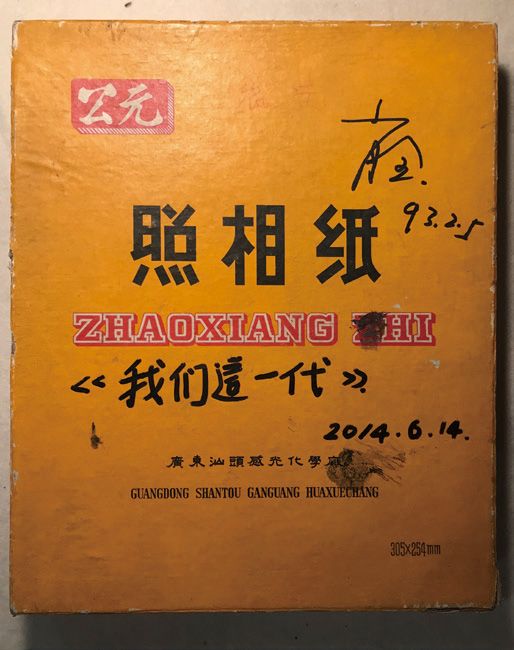 公元
93.2.5
照相纸
ZHAOXIANG ZHI
《我们這一代》
2014.6.14.
廣東汕頭感光化學廠
GUANGDONG SHANTOU GANGUANG HUAXUECHANG
305×254mm